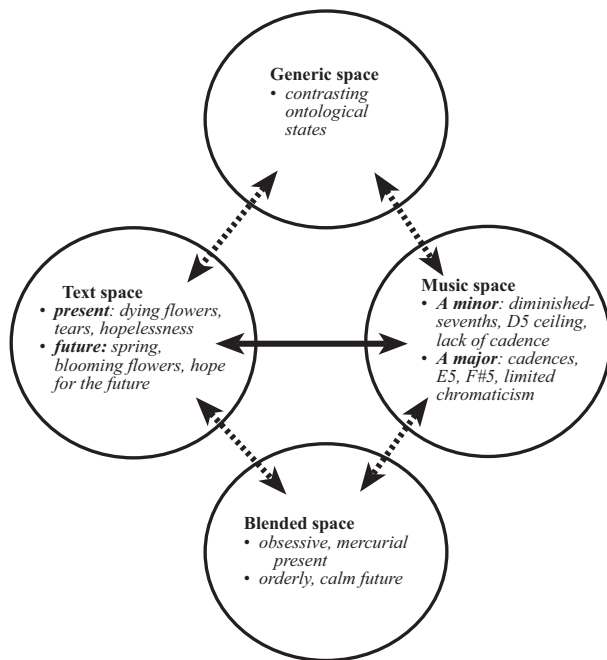 Generic space
• contrasting
ontological
states
Text space
• present: dying flowers,
tears, hopelessness
• future: spring,
blooming flowers, hope
for the future
Music space
• A minor: diminished-
sevenths, D5 ceiling,
lack of cadence
• A major: cadences,
E5, F#5, limited
chromaticism
Blended space
• obsessive, mercurial
present
• orderly, calm future